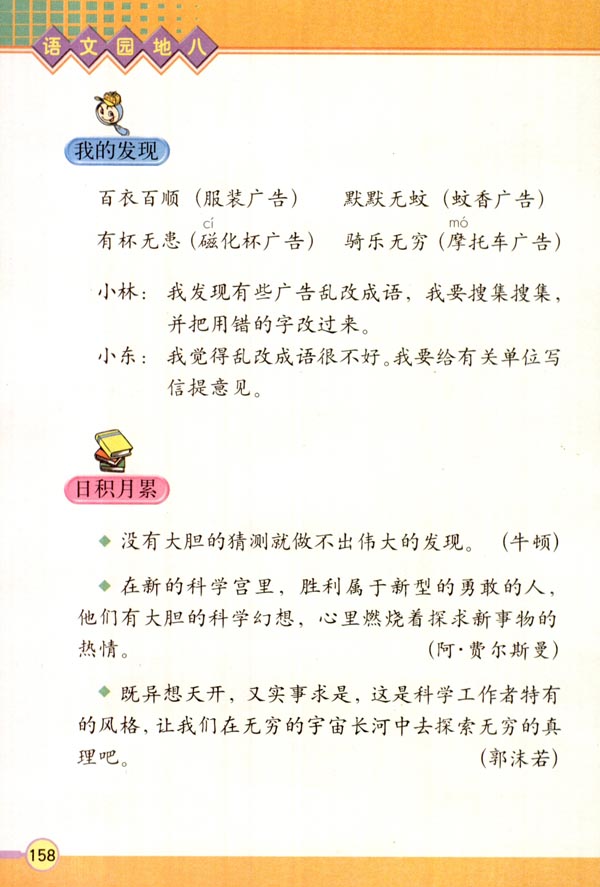 语文园地八
我的发现
百衣百顺（服装广告） 默默无蚊（蚊香广告）
cí mó
有杯无患（磁化杯广告） 骑乐无穷（摩托车广告）
小林：我发现有些广告乱改成语，我要搜集搜集，
并把用错的字改过来。
小东：我觉得乱改成语很不好。我要给有关单位写
信提意见。
日积月累
◆ 没有大胆的猜测就做不出伟大的发现。（牛顿）
◆ 在新的科学宫里，胜利属于新型的勇敢的人，
他们有大胆的科学幻想，心里燃烧着探求新事物的
热情。 （阿·费尔斯曼）
◆ 既异想天开，又实事求是，这是科学工作者特有
的风格，让我们在无穷的宇宙长河中去探索无穷的真
理吧。 （郭沫若）
158